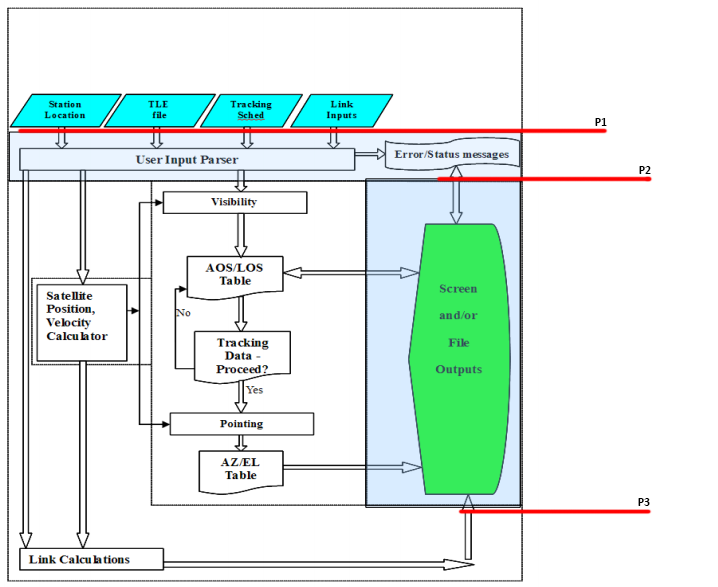 Station
Location
TLE
file
Tracking
Sched
Link
Inputs
P1
User Input Parser
Error/Status messages
P2
Visibility
AOS/LOS
Table
Satellite
Position,
Velocity
Calculator
No
Tracking
Data -
Proceed?
Yes
Screen
and/or
File
Outputs
Pointing
AZ/EL
Table
P3
Link Calculations